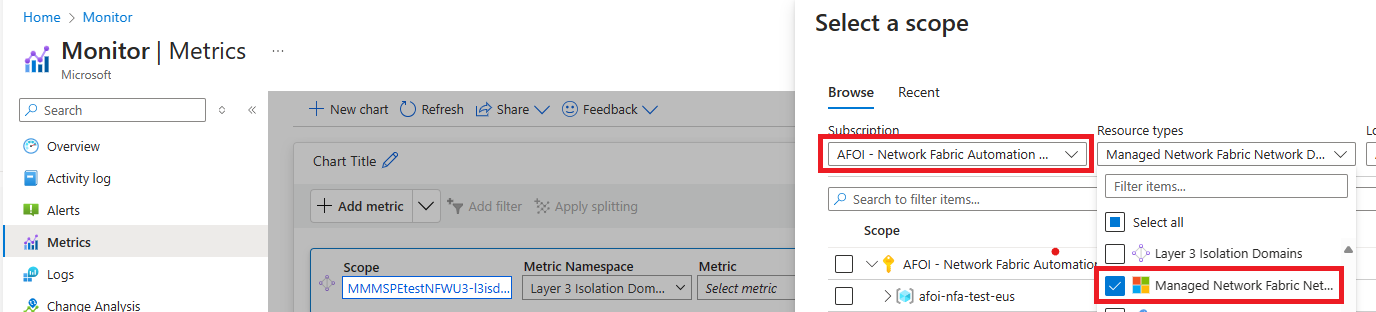 Home > Monitor
Monitor | Metrics ...
Microsoft
Search
Overview
Activity log
Alerts
Metrics
Logs
Change Analysis
New chart Refresh Share Feedback
Chart Title
Add metric Add filter Apply splitting
Scope Metric Namespace Metric
MMMSPEtestNFWU3-l3isd... Layer 3 Isolation Dom... Select metric
Select a scope
Browse Recent
Subscription Resource types
AFOI - Network Fabric Automation ... Managed Network Fabric Network D...
Search to filter items...
Scope
AFOI - Network Fabric Automation
afoi-nfa-test-eus
Filter items...
Select all
Layer 3 Isolation Domains
Managed Network Fabric Net...